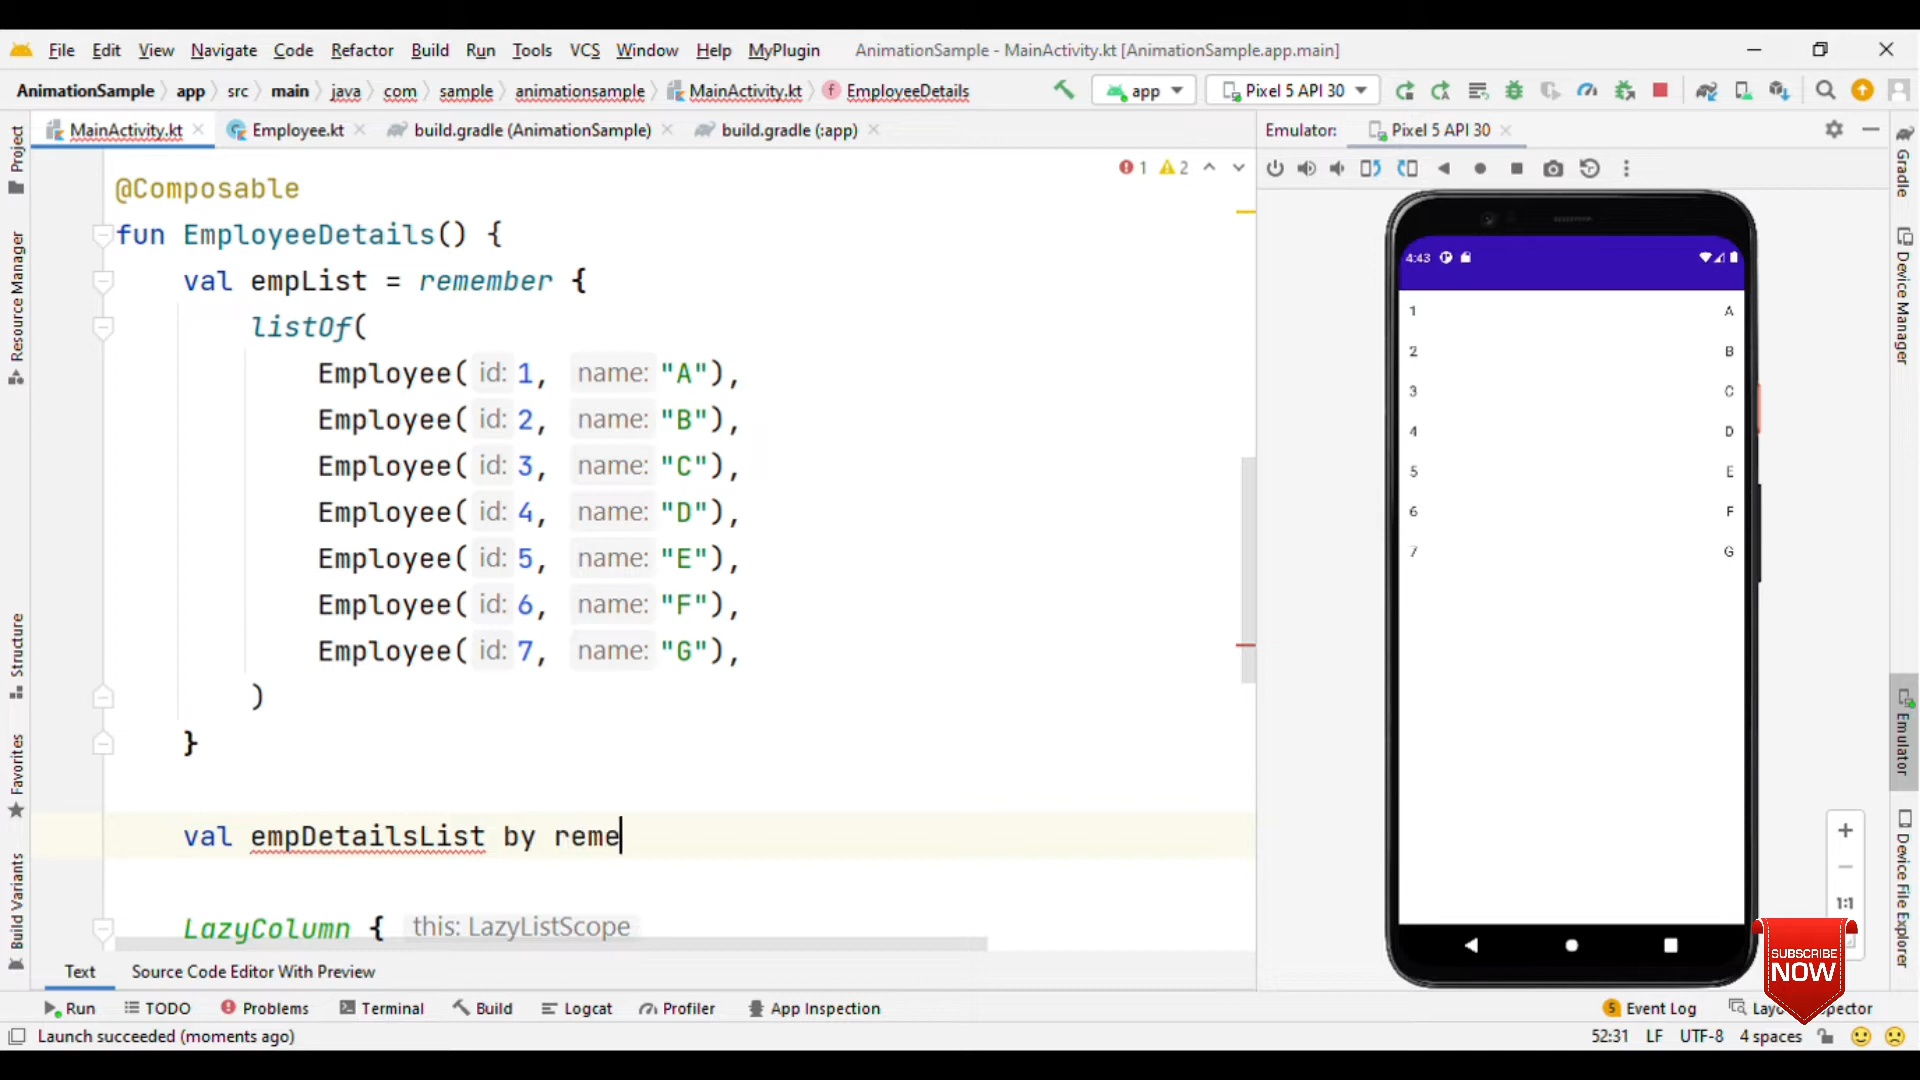 File Edit View Navigate Code Refactor Build Run Tools VCS Window Help MyPlugin AnimationSample - MainActivity.kt [AnimationSample.app.main]
AnimationSample app src main java com sample animationsample MainActivity.kt EmployeeDetails app Pixel 5 API 30
MainActivity.kt Employee.kt build.gradle (AnimationSample) build.gradle (:app) Emulator: Pixel 5 API 30
Project
Resource Manager
Structure
Favorites
Build Variants
1 2
@Composable
fun EmployeeDetails() {
val empList = remember {
listOf(
Employee( id: 1, name: "A"),
Employee( id: 2, name: "B"),
Employee( id: 3, name: "C"),
Employee( id: 4, name: "D"),
Employee( id: 5, name: "E"),
Employee( id: 6, name: "F"),
Employee( id: 7, name: "G"),
)
}
val empDetailsList by reme
LazyColumn { this: LazyListScope
4:43
1 A
2 B
3 C
4 D
5 E
6 F
7 G
1:1
SUBSCRIBE
NOW
Gradle
Device Manager
Emulator
Device File Explorer
Text Source Code Editor With Preview
Run TODO Problems Terminal Build Logcat Profiler App Inspection 5 Event Log
Launch succeeded (moments ago) 52:31 LF UTF-8 4 spaces